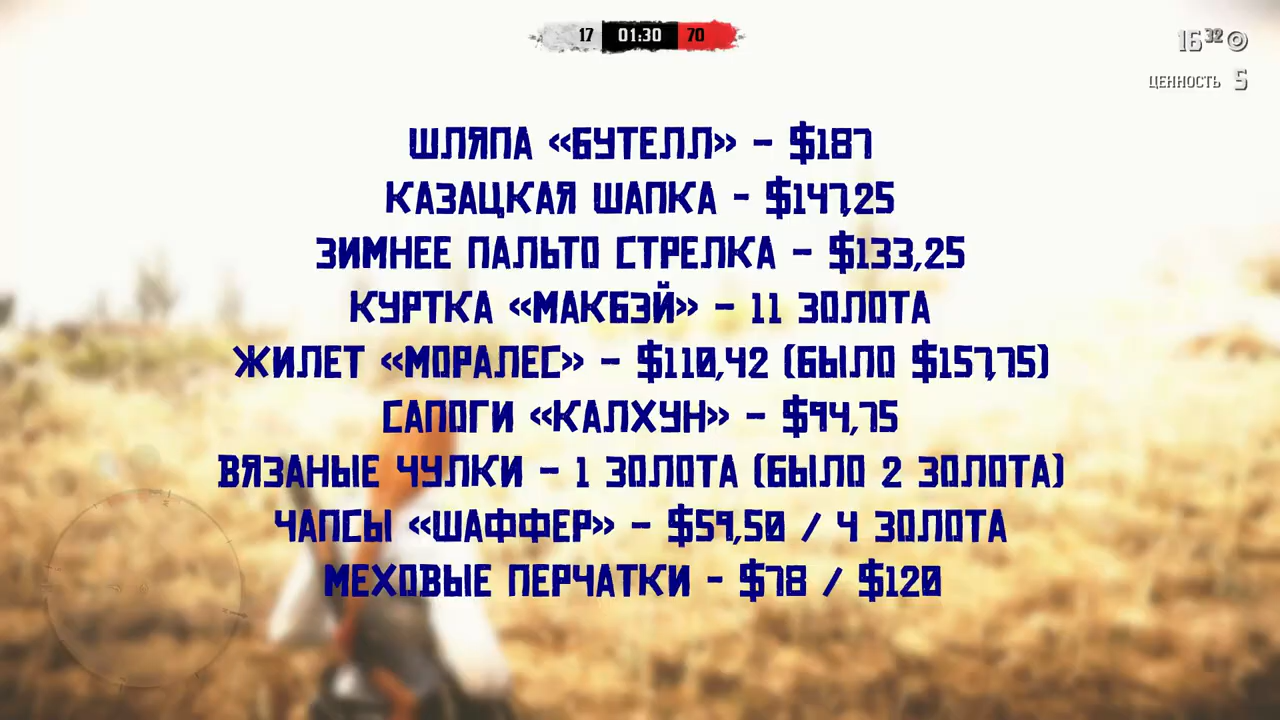 17 01:30 70
16 32
ЦЕННОСТЬ 5
ШЛЯПА «БУТЕЛЛ» – $187
КАЗАЦКАЯ ШАПКА – $147,25
ЗИМНЕЕ ПАЛЬТО СТРЕЛКА – $133,25
КУРТКА «МАКБЭЙ» – 11 ЗОЛОТА
ЖИЛЕТ «МОРАЛЕС» – $110,42 (БЫЛО $157,75)
САПОГИ «КАЛХУН» – $94,75
ВЯЗАНЫЕ ЧУЛКИ – 1 ЗОЛОТА (БЫЛО 2 ЗОЛОТА)
ЧАПСЫ «ШАФФЕР» – $59,50 / 4 ЗОЛОТА
МЕХОВЫЕ ПЕРЧАТКИ – $78 / $120